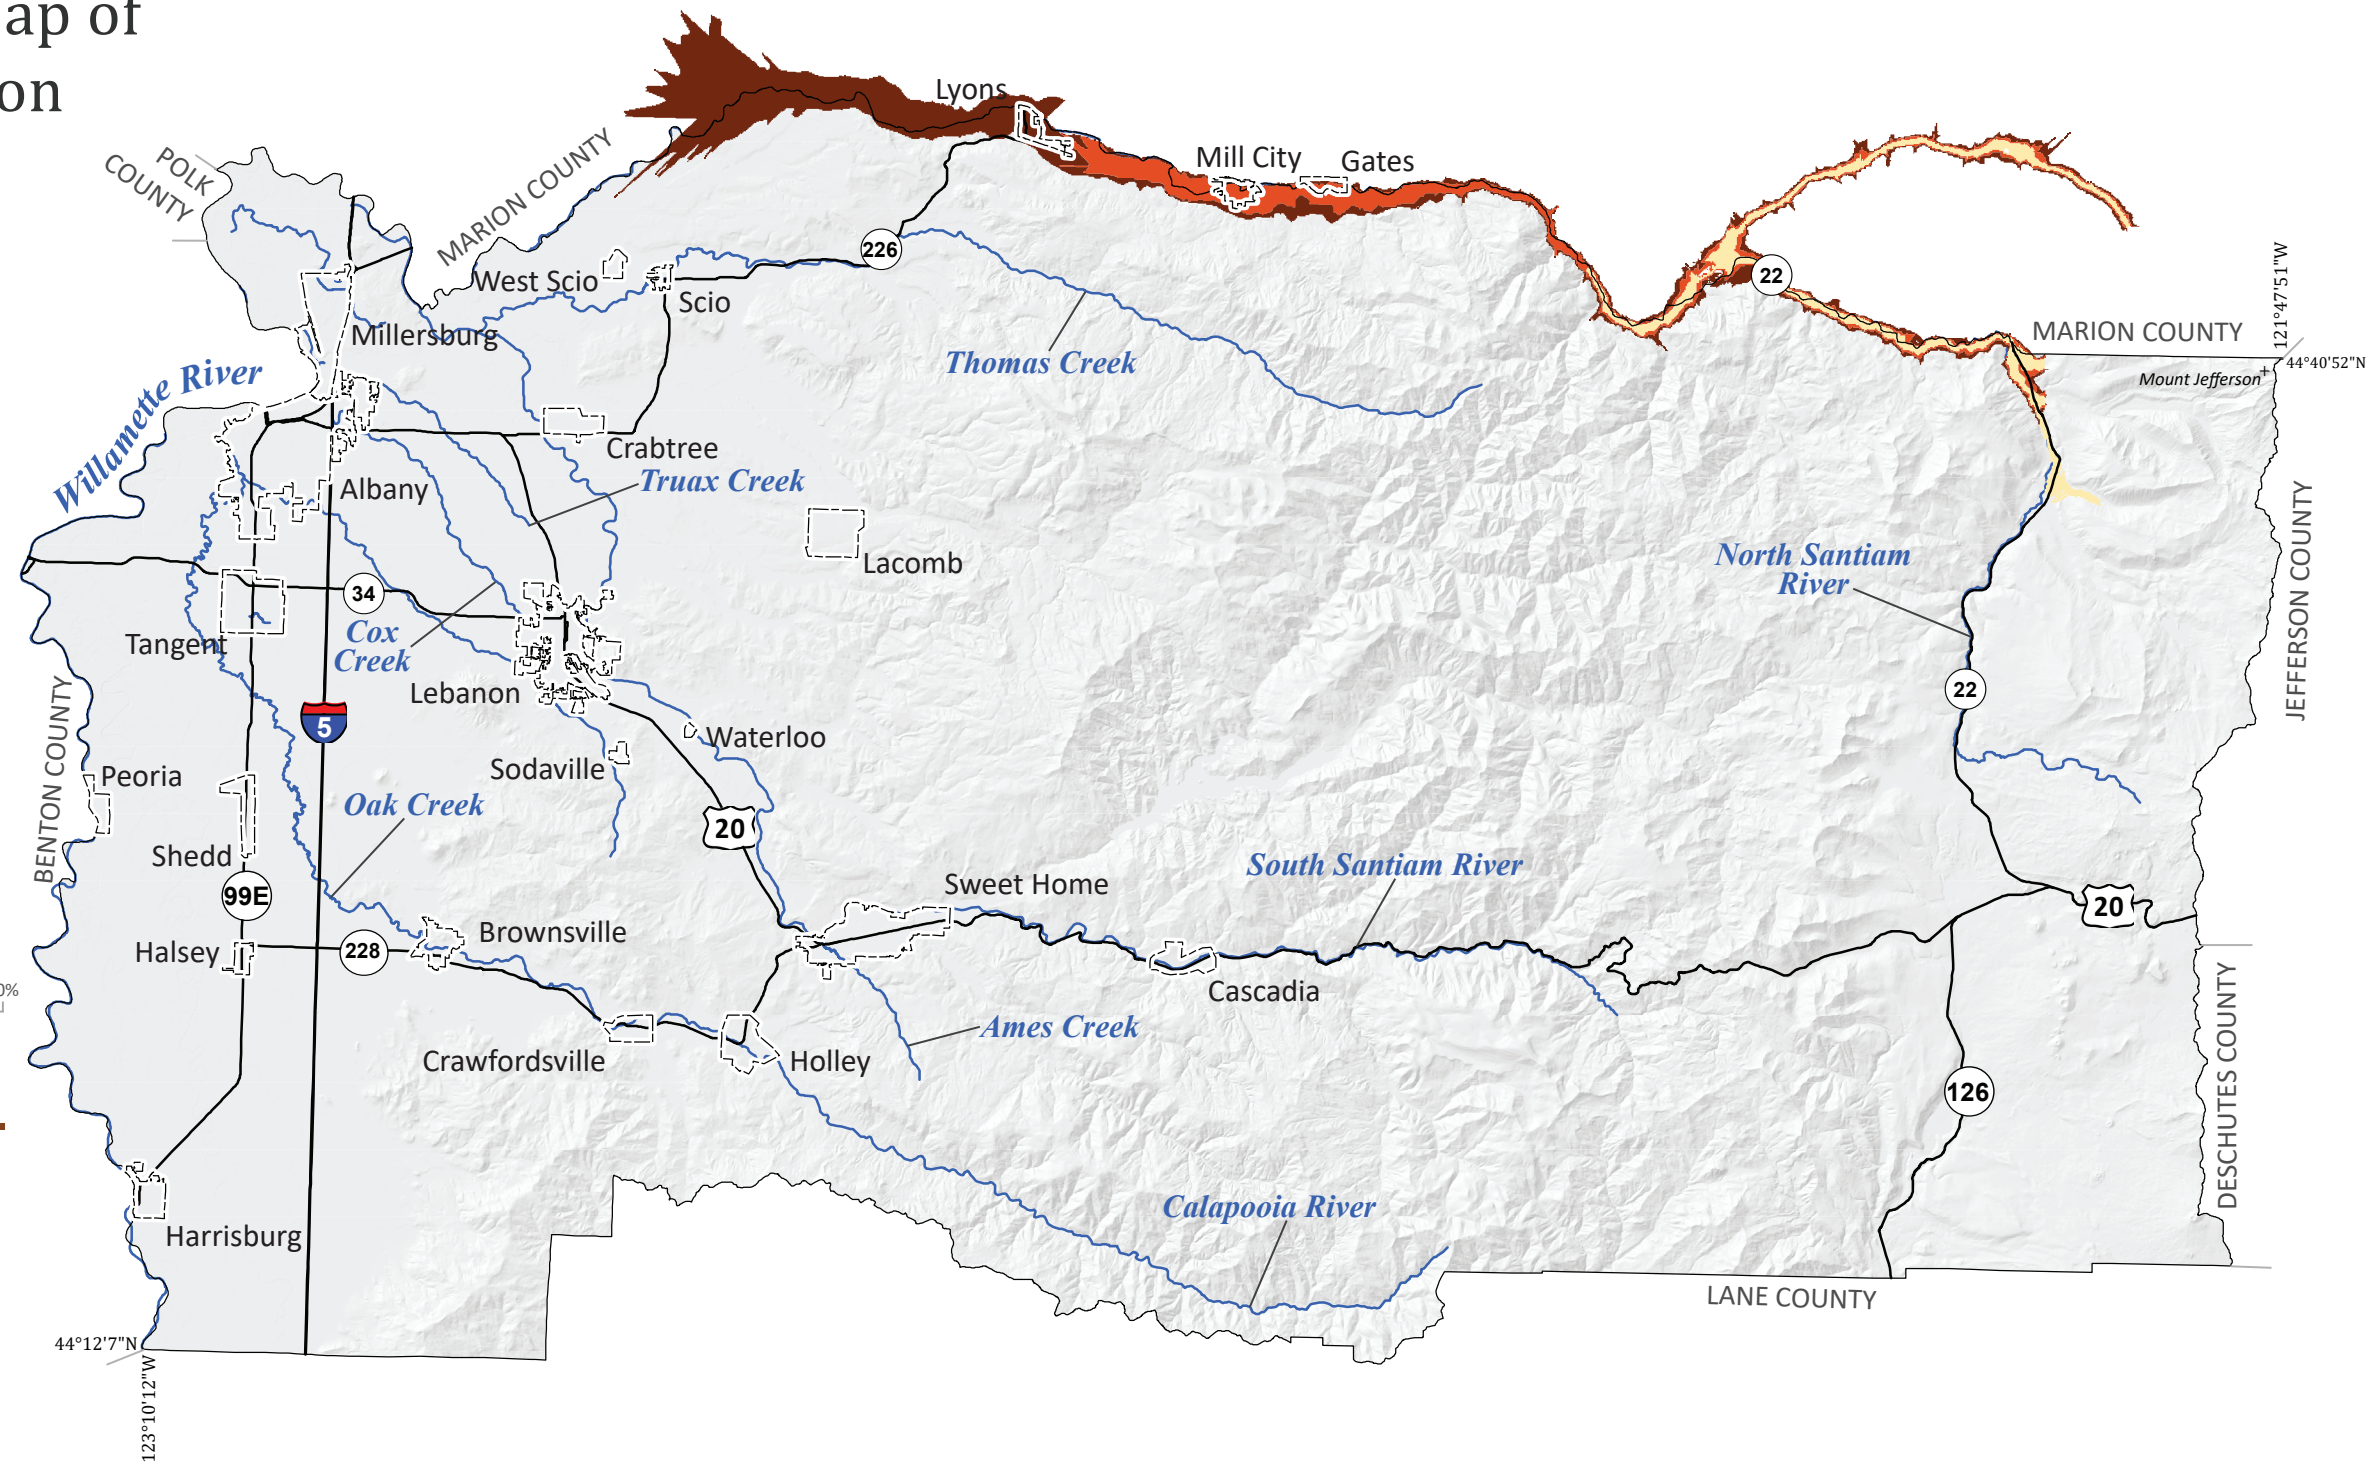 ap of
on
POLK
COUNTY
MARION COUNTY
Lyons
Mill City
Gates
226
West Scio
Scio
Millersburg
22
121°47'51"W
MARION COUNTY
44°40'52"N
Mount Jefferson
Thomas Creek
Willamette River
Crabtree
Truax Creek
Albany
JEFFERSON COUNTY
Lacomb
North Santiam
River
34
Tangent
Cox
Creek
Lebanon
22
5
BENTON COUNTY
Waterloo
Sodaville
Peoria
Oak Creek
20
Shedd
South Santiam River
Sweet Home
99E
20
Brownsville
Halsey
228
Cascadia
0%
Ames Creek
Crawfordsville
Holley
126
DESCHUTES COUNTY
Calapooia River
Harrisburg
LANE COUNTY
44°12'7"N
123°10'12"W